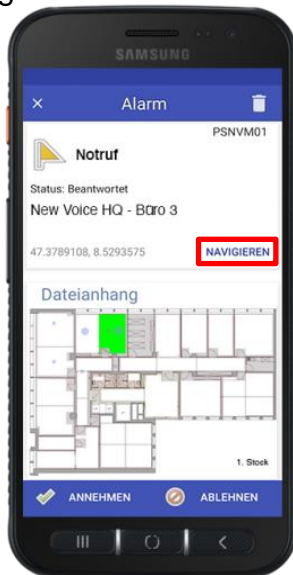 SAMSUNG
Alarm
PSNVM01
Notruf
Status: Beantwortet
New Voice HQ - Büro 3
47.3789108, 8.5293575
NAVIGIEREN
Dateianhang
1. Stock
ANNEHMEN
ABLEHNEN